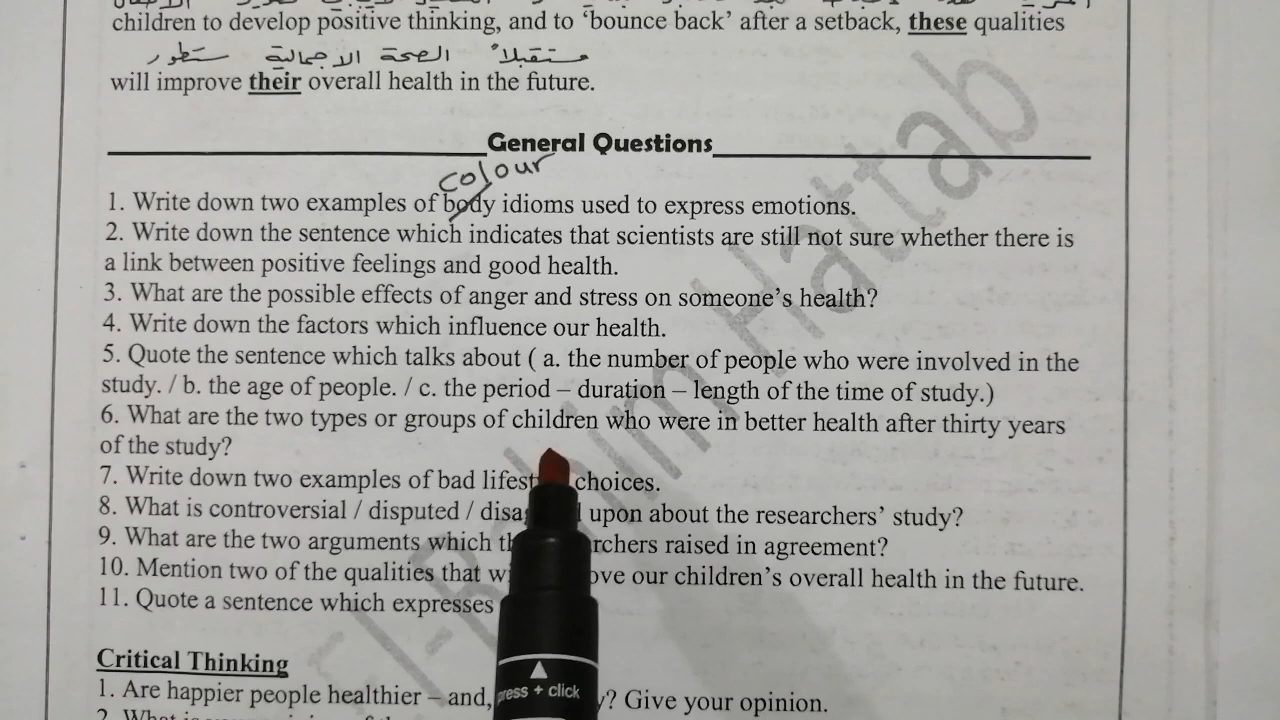 children to develop positive thinking, and to ‘bounce back’ after a setback, these qualities
ستطور الصحة الاجمالية مستقبلاً
will improve their overall health in the future.
General Questions
colour
1. Write down two examples of body idioms used to express emotions.
2. Write down the sentence which indicates that scientists are still not sure whether there is
a link between positive feelings and good health.
3. What are the possible effects of anger and stress on someone’s health?
4. Write down the factors which influence our health.
5. Quote the sentence which talks about ( a. the number of people who were involved in the
study. / b. the age of people. / c. the period – duration – length of the time of study.)
6. What are the two types or groups of children who were in better health after thirty years
of the study?
7. Write down two examples of bad choices.
8. What is controversial / disputed / upon about the researchers’ study?
9. What are the two arguments which raised in agreement?
10. Mention two of the qualities that our children’s overall health in the future.
11. Quote a sentence which expresses
Critical Thinking
1. Are happier people healthier – and, ? Give your opinion.
press + click
Hattab